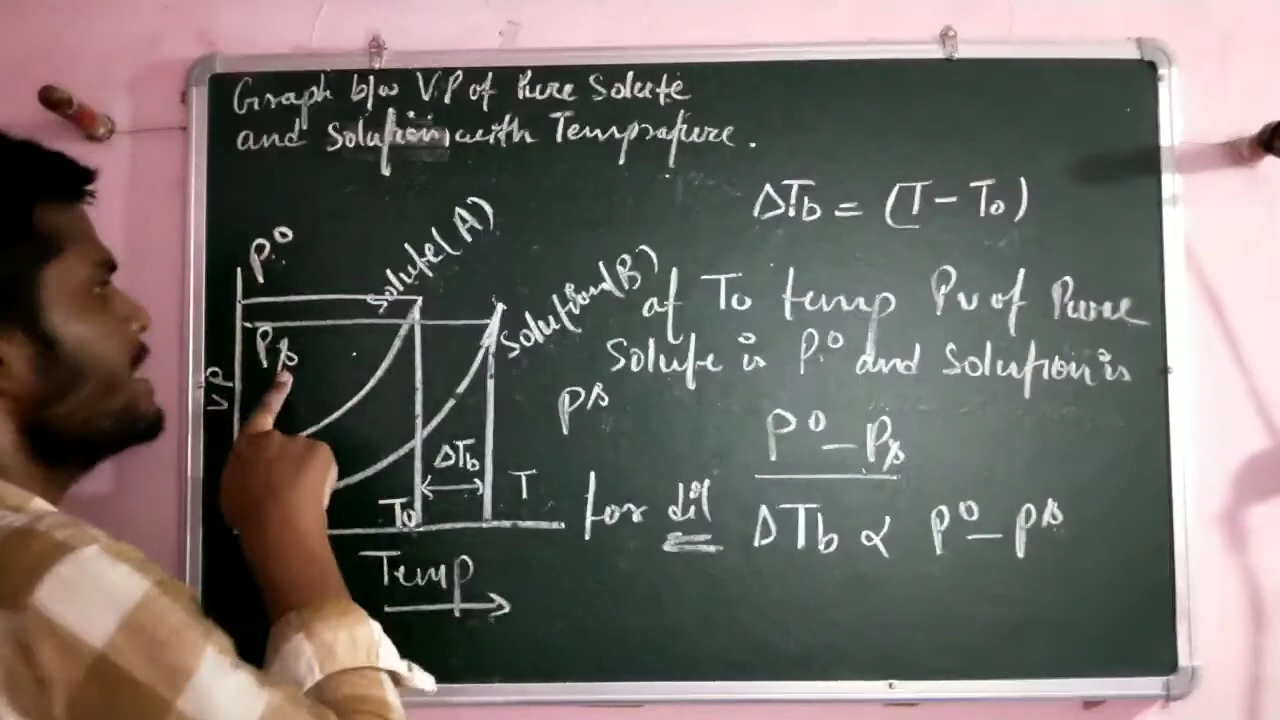 Graph b/w V.P of Pure Solute
and Solution with Temprature.
ΔTb = (T - To)
P°
Solute(A)
Solution(B)
Ps
VP
at To temp Pv of Pure
Solute is P.° and solution is
Ps
P° - Ps
ΔTb
T
To
for dil
ΔTb ∝ P° - Ps
Temp